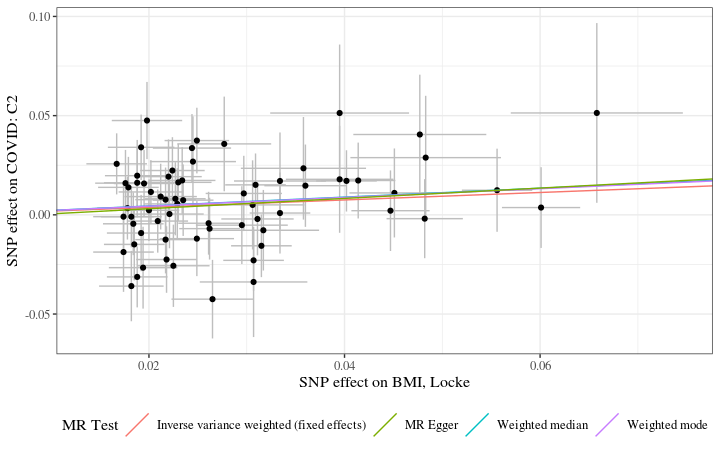 0.10
0.05
0.00
-0.05
SNP effect on COVID: C2
0.02 0.04 0.06
SNP effect on BMI, Locke
MR Test Inverse variance weighted (fixed effects) MR Egger Weighted median Weighted mode